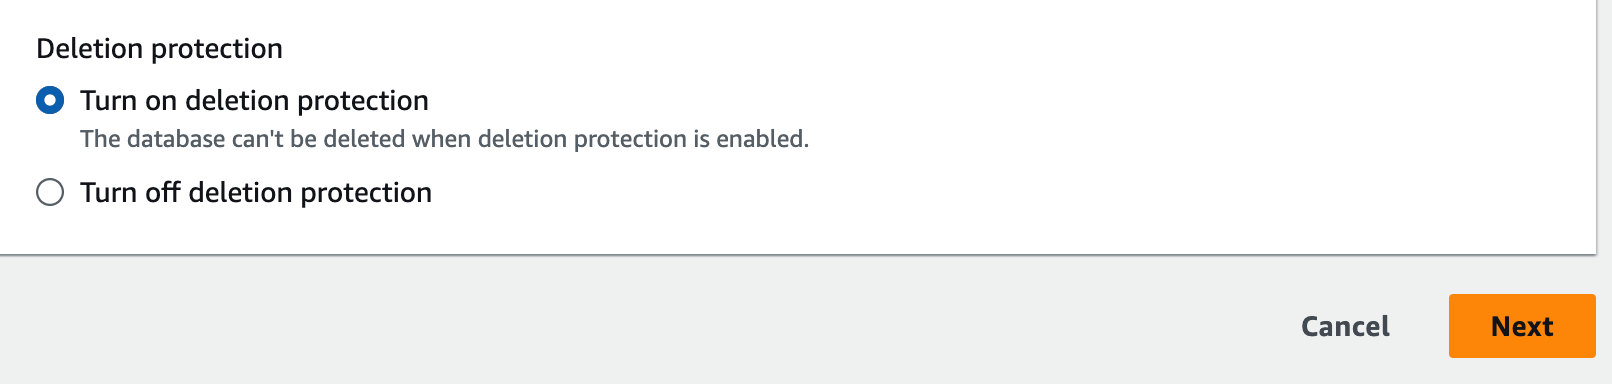 Deletion protection
Turn on deletion protection
The database can't be deleted when deletion protection is enabled.
Turn off deletion protection
Cancel
Next